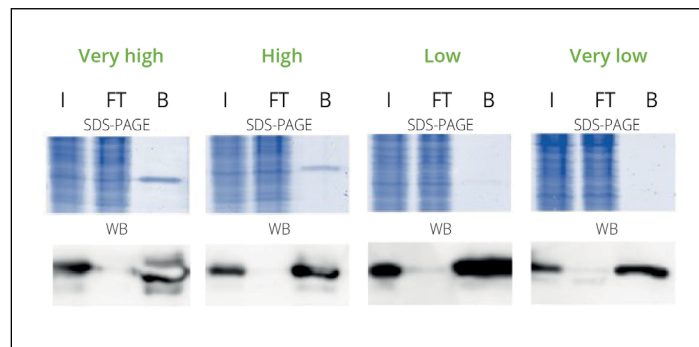 Very high High Low Very low
I FT B I FT B I FT B I FT B
SDS-PAGE SDS-PAGE SDS-PAGE SDS-PAGE
WB WB WB WB